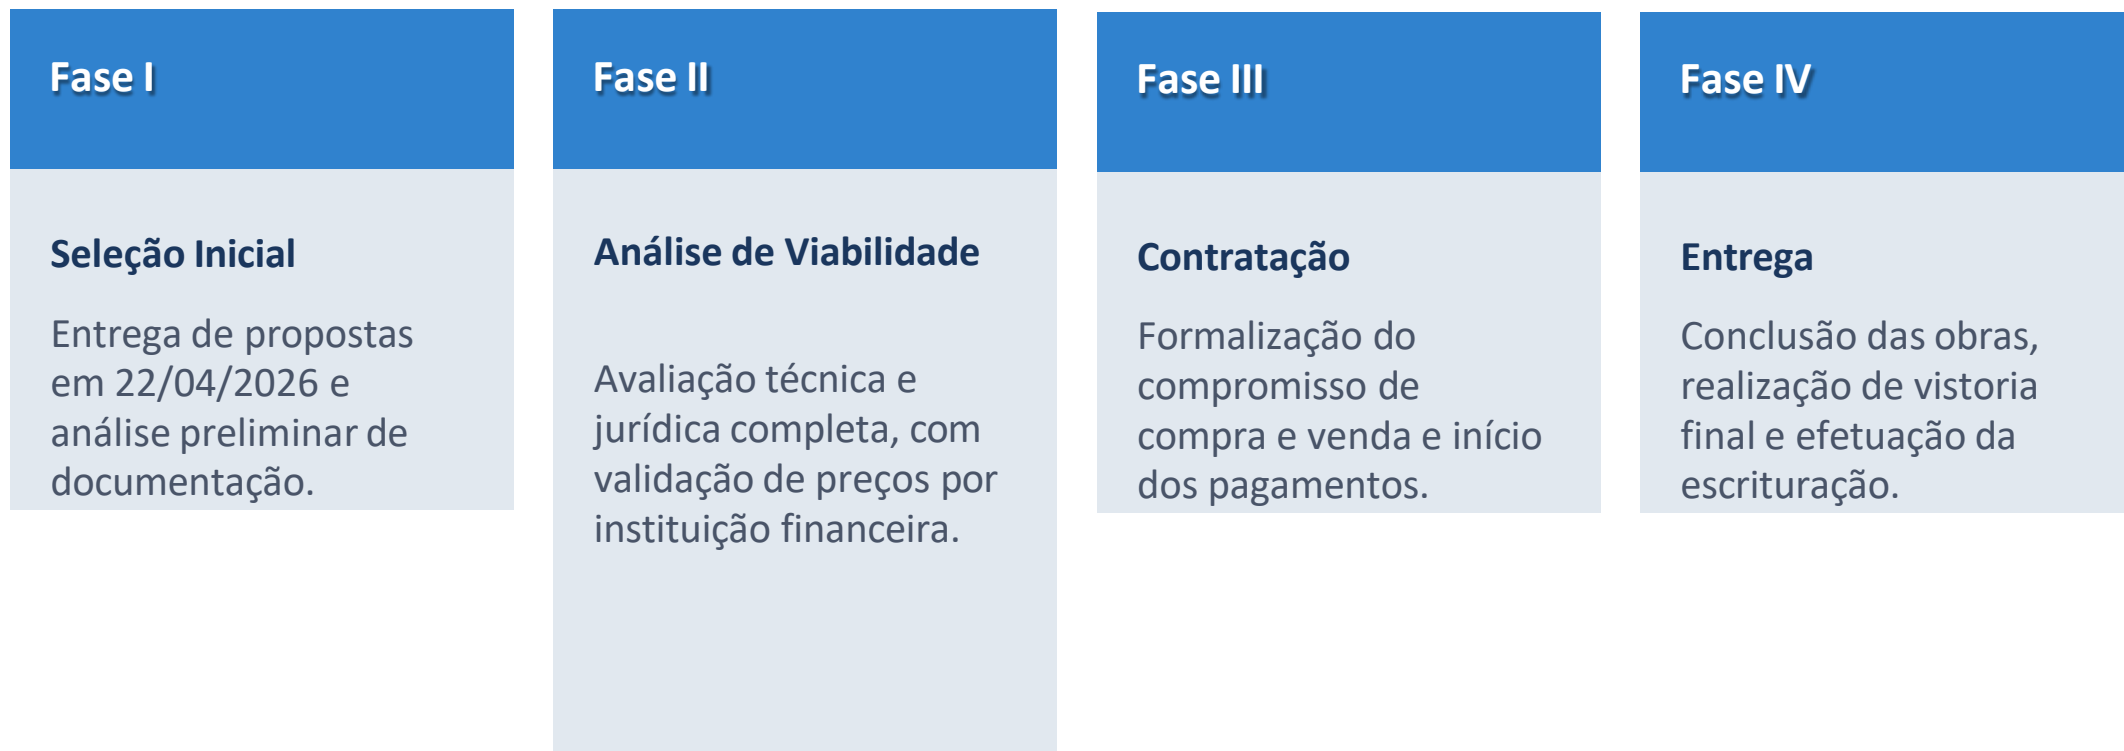 Fase I
Seleção Inicial
Entrega de propostas
em 22/04/2026 e
análise preliminar de
documentação.
Fase II
Análise de Viabilidade
Avaliação técnica e
jurídica completa, com
validação de preços por
instituição financeira.
Fase III
Contratação
Formalização do
compromisso de
compra e venda e início
dos pagamentos.
Fase IV
Entrega
Conclusão das obras,
realização de vistoria
final e efetuação da
escrituração.